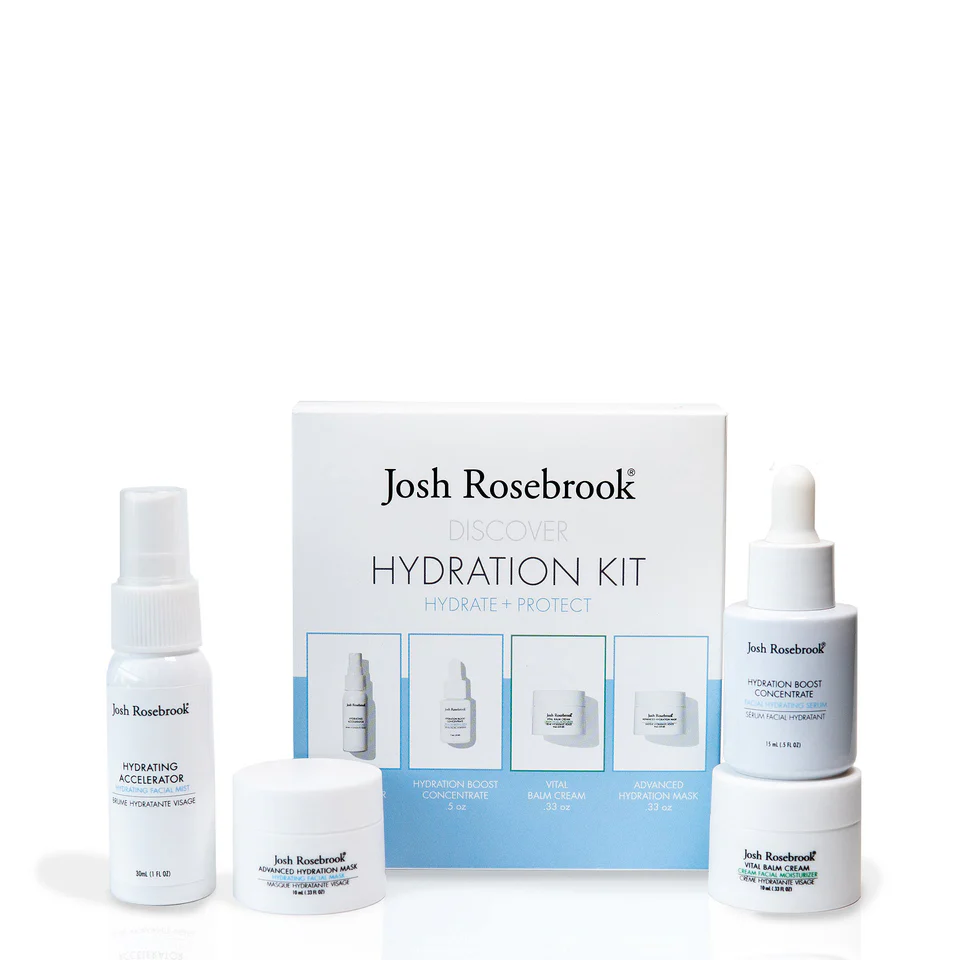 Josh Rosebrook®
DISCOVER
HYDRATION KIT
HYDRATE + PROTECT
HYDRATION BOOST
CONCENTRATE
.5 oz
VITAL
BALM CREAM
.33 oz
ADVANCED
HYDRATION MASK
.33 oz
Josh Rosebrook®
HYDRATING
ACCELERATOR
HYDRATING FACIAL MIST
BRUME HYDRATANTE VISAGE
30mL (1 FL OZ)
Josh Rosebrook®
ADVANCED HYDRATION MASK
HYDRATING FACIAL MASK
MASQUE HYDRATANTE VISAGE
10 mL (.33 FL OZ)
Josh Rosebrook®
HYDRATION BOOST
CONCENTRATE
FACIAL HYDRATING SERUM
SÉRUM FACIAL HYDRATANT
15 mL (.5 FL OZ)
Josh Rosebrook®
VITAL BALM CREAM
CREAM FACIAL MOISTURIZER
CRÈME HYDRATANTE VISAGE
10 mL (.33 FL OZ)